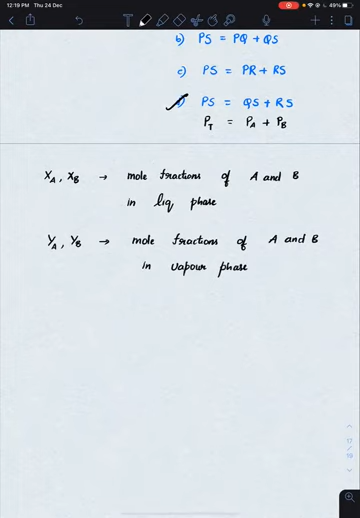 12:19 PM Thu 24 Dec
b) PS = PQ + QS
c) PS = PR + RS
PS = QS + RS
P_T = P_A + P_B
X_A, X_B → mole fractions of A and B
in liq phase
Y_A, Y_B → mole fractions of A and B
in vapour phase
17
/
19